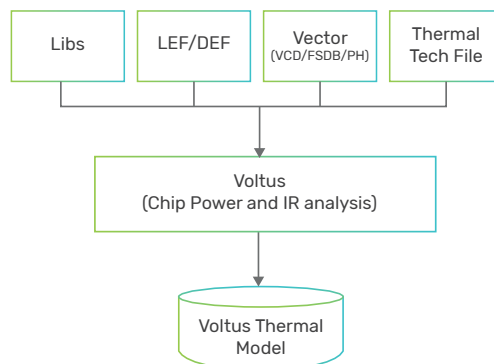 Libs
LEF/DEF
Vector
(VCD/FSDB/PH)
Thermal
Tech File
Voltus
(Chip Power and IR analysis)
Voltus Thermal
Model